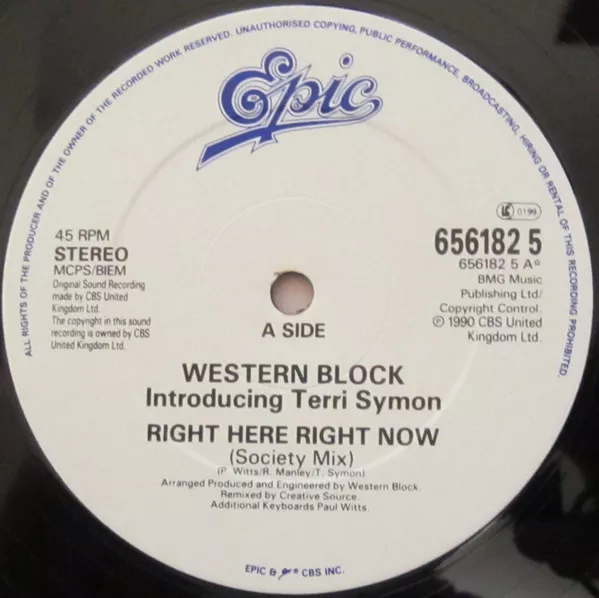 ALL RIGHTS OF THE PRODUCER AND OF THE OWNER OF THE RECORDED WORK RESERVED. UNAUTHORISED COPYING, PUBLIC PERFORMANCE, BROADCASTING, HIRING OR RENTAL OF THIS RECORDING PROHIBITED.
Epic
LC 0199
45 RPM
STEREO
MCPS/BIEM
Original Sound Recording
made by CBS United
Kingdom Ltd.
The copyright in this sound
recording is owned by CBS
United Kingdom Ltd.
656182 5
656182 5 A*
BMG Music
Publishing Ltd/
Copyright Control.
℗ 1990 CBS United
Kingdom Ltd.
A SIDE
WESTERN BLOCK
Introducing Terri Symon
RIGHT HERE RIGHT NOW
(Society Mix)
(P. Witts/R. Manley/T. Symon)
Arranged Produced and Engineered by Western Block.
Remixed by Creative Source.
Additional Keyboards Paul Witts.
EPIC & ® CBS INC.